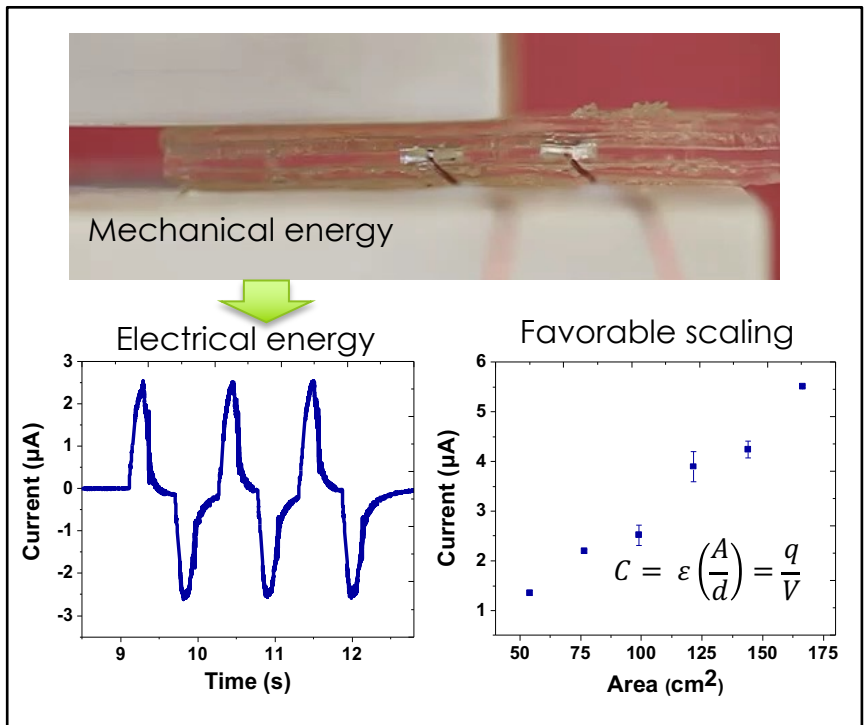 Mechanical energy
Electrical energy
3
2
1
0
-1
-2
-3
Current (µA)
9 10 11 12
Time (s)
Favorable scaling
6
5
4
3
2
1
Current (µA)
C = ε(A/d) = q/V
50 75 100 125 150 175
Area (cm²)